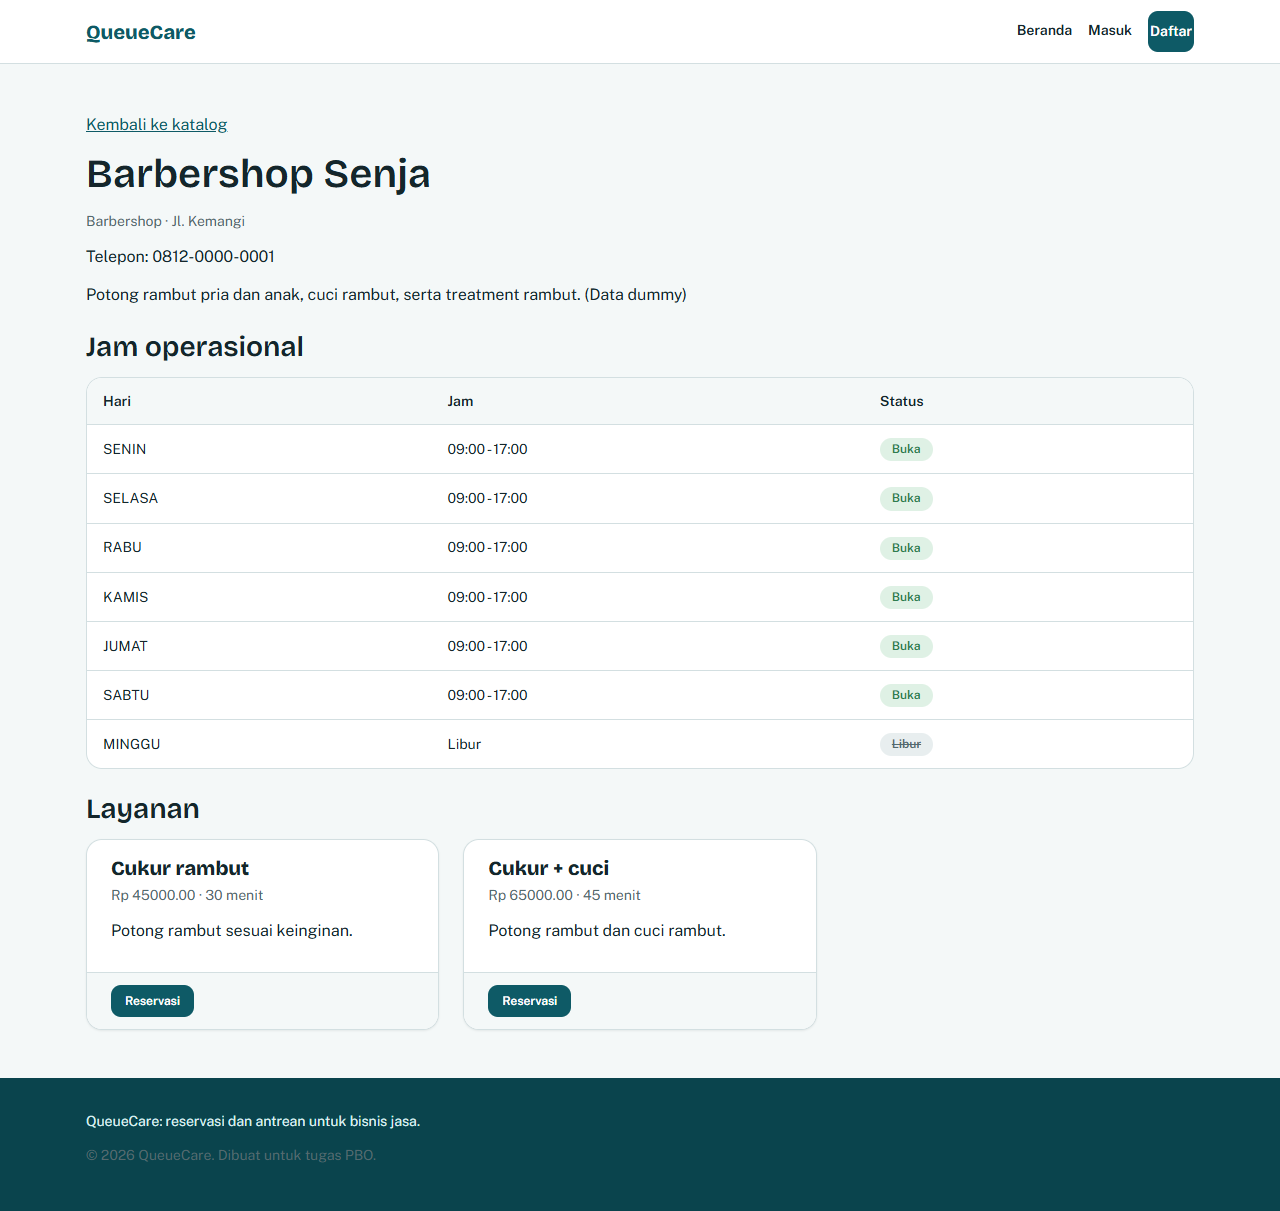 QueueCare
Beranda Masuk Daftar
Kembali ke katalog
Barbershop Senja
Barbershop · Jl. Kemangi
Telepon: 0812-0000-0001
Potong rambut pria dan anak, cuci rambut, serta treatment rambut. (Data dummy)
Jam operasional
Hari Jam Status
SENIN 09:00 - 17:00 Buka
SELASA 09:00 - 17:00 Buka
RABU 09:00 - 17:00 Buka
KAMIS 09:00 - 17:00 Buka
JUMAT 09:00 - 17:00 Buka
SABTU 09:00 - 17:00 Buka
MINGGU Libur Libur
Layanan
Cukur rambut
Rp 45000.00 · 30 menit
Potong rambut sesuai keinginan.
Reservasi
Cukur + cuci
Rp 65000.00 · 45 menit
Potong rambut dan cuci rambut.
Reservasi
QueueCare: reservasi dan antrean untuk bisnis jasa.
© 2026 QueueCare. Dibuat untuk tugas PBO.